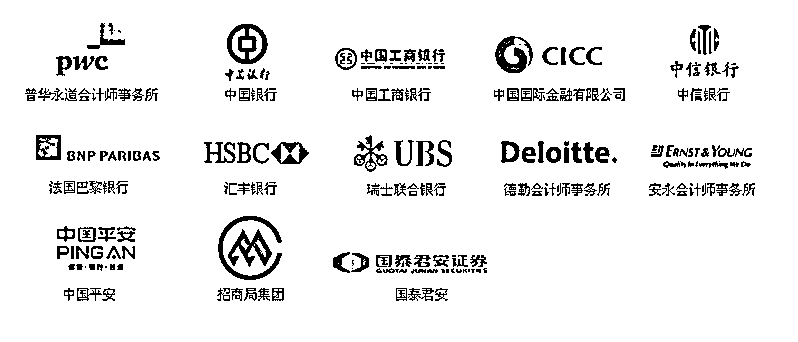 pwc
普华永道会计师事务所
中国银行
中国银行
中国工商银行
中国工商银行
CICC
中国国际金融有限公司
中信银行
中信银行
BNP PARIBAS
法国巴黎银行
HSBC
汇丰银行
UBS
瑞士联合银行
Deloitte.
德勤会计师事务所
ERNST & YOUNG
Quality In Everything We Do
安永会计师事务所
中国平安
PING AN
保险·银行·投资
中国平安
招商局集团
国泰君安证券
GUOTAI JUNAN SECURITIES
国泰君安